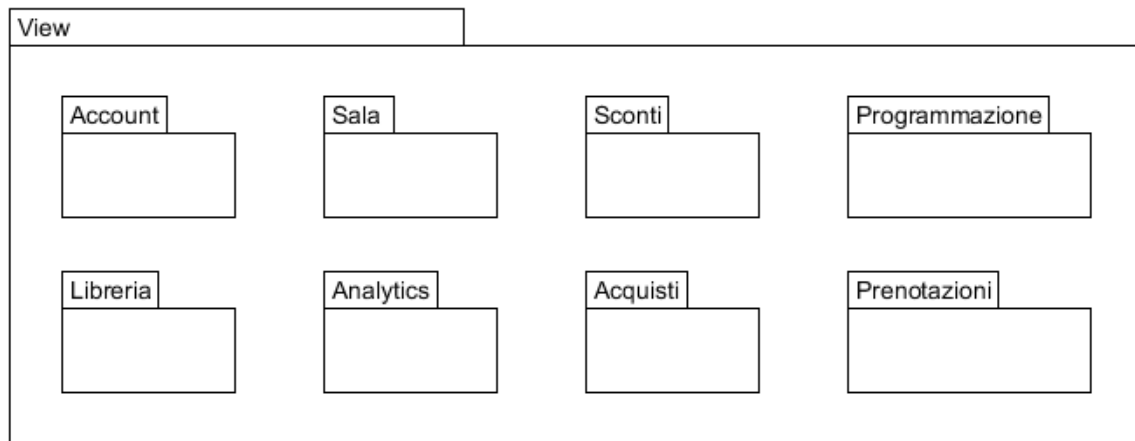 View
Account
Sala
Sconti
Programmazione
Libreria
Analytics
Acquisti
Prenotazioni